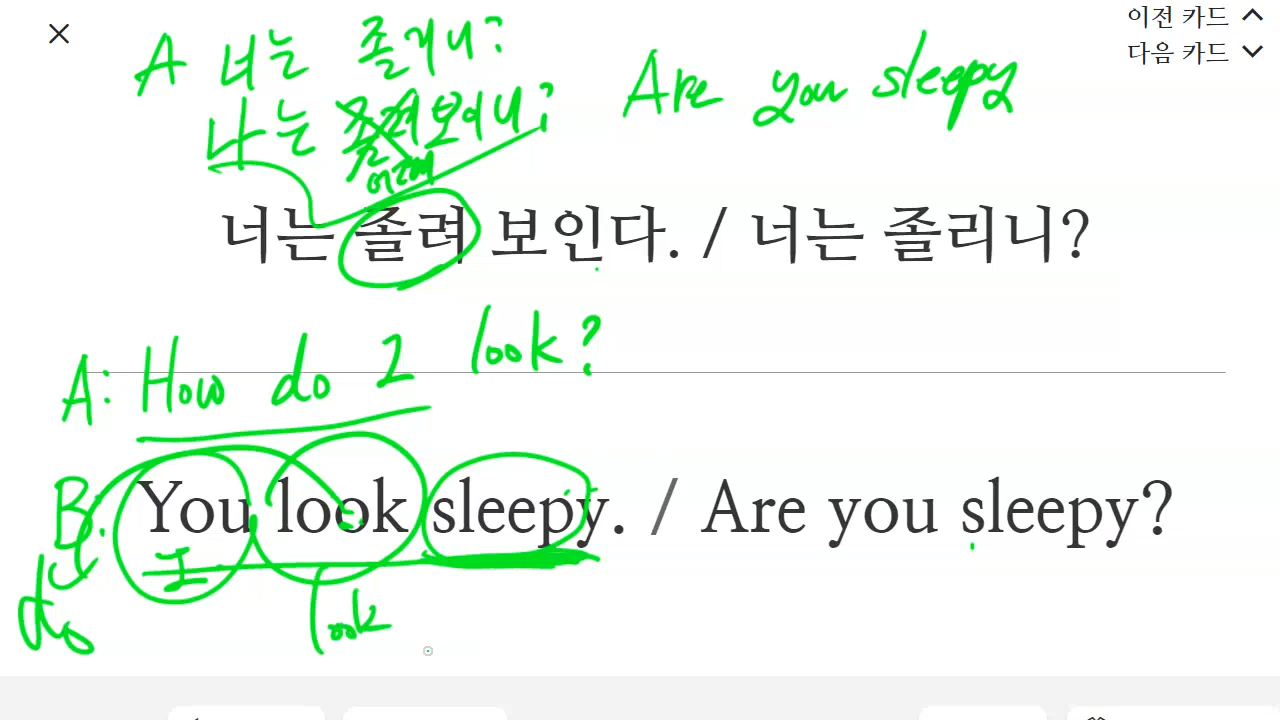 이전 카드
다음 카드
A 너는 졸리니?
나는 졸려 보이니? Are you sleepy
어때
너는 졸려 보인다. / 너는 졸리니?
A: How do I look?
B: You look sleepy. / Are you sleepy?
I
do look